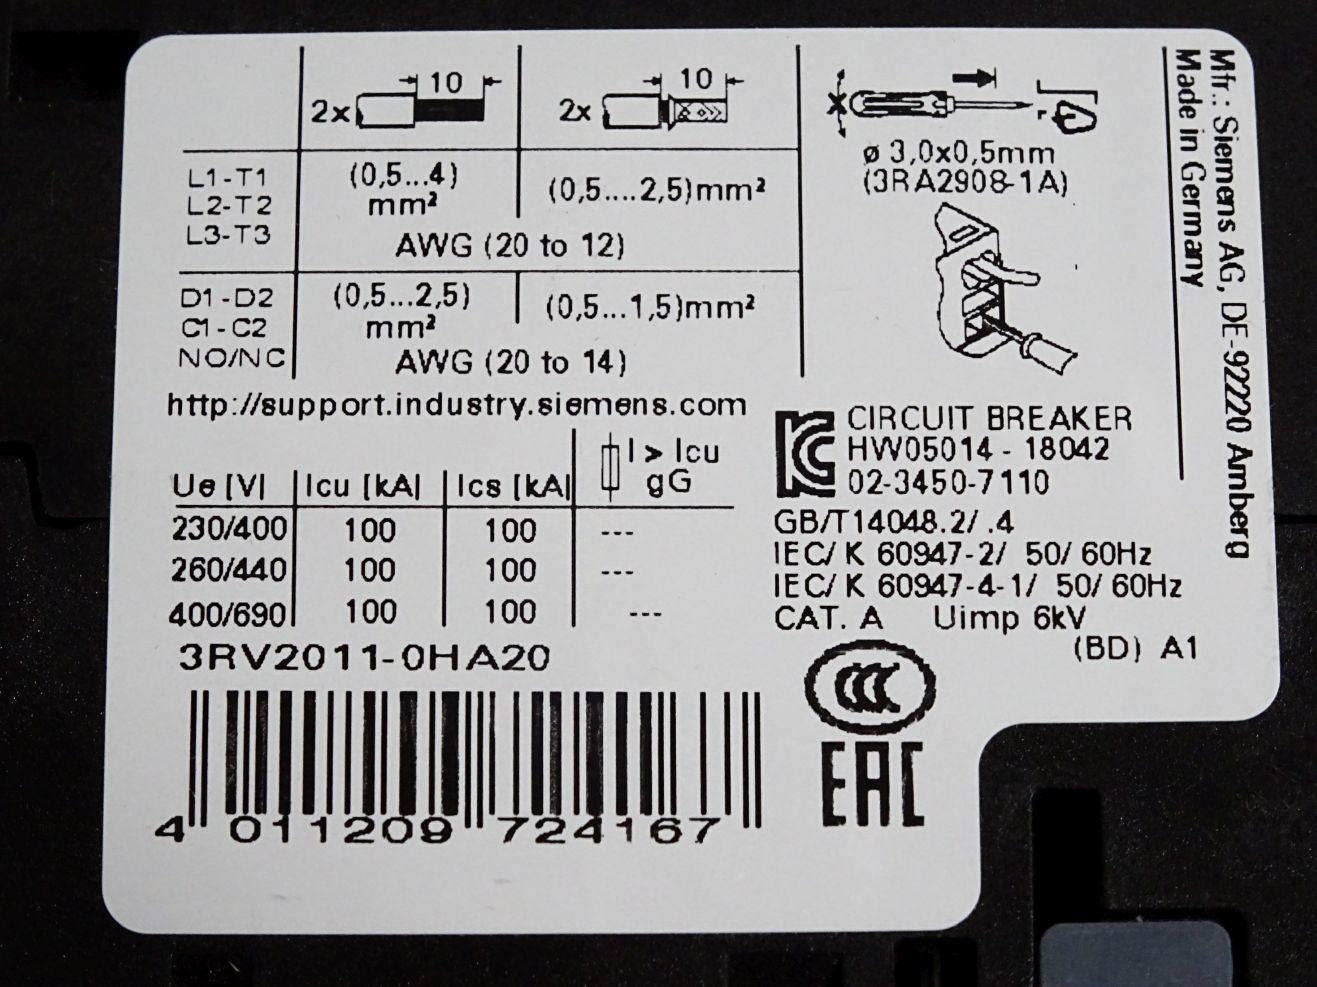 10
10
2x
2x
L1-T1
L2-T2
L3-T3
(0,5...4)
mm²
(0,5....2,5)mm²
AWG (20 to 12)
D1-D2
C1-C2
NO/NC
(0,5...2,5)
mm²
(0,5...1,5)mm²
AWG (20 to 14)
ø 3,0x0,5mm
(3RA2908-1A)
http://support.industry.siemens.com
Ue [V] Icu [kA] Ics [kA] I > Icu
gG
230/400 100 100 ---
260/440 100 100 ---
400/690 100 100 ---
3RV2011-0HA20
4 011209 724167
CIRCUIT BREAKER
HW05014-18042
02-3450-7110
GB/T14048.2/ .4
IEC/ K 60947-2/ 50/ 60Hz
IEC/ K 60947-4-1/ 50/ 60Hz
CAT. A Uimp 6kV
(BD) A1
CCC
EAC
Mfr.: Siemens AG, DE-92220 Amberg
Made in Germany